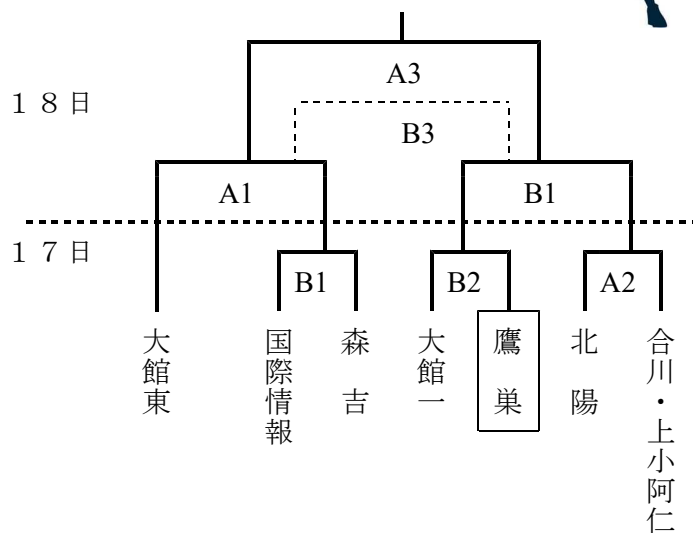 A3
１８日
B3
A1
B1
１７日
B1
B2
A2
大館東
国際情報
森吉
大館一
鷹巣
北陽
合川・上小阿仁